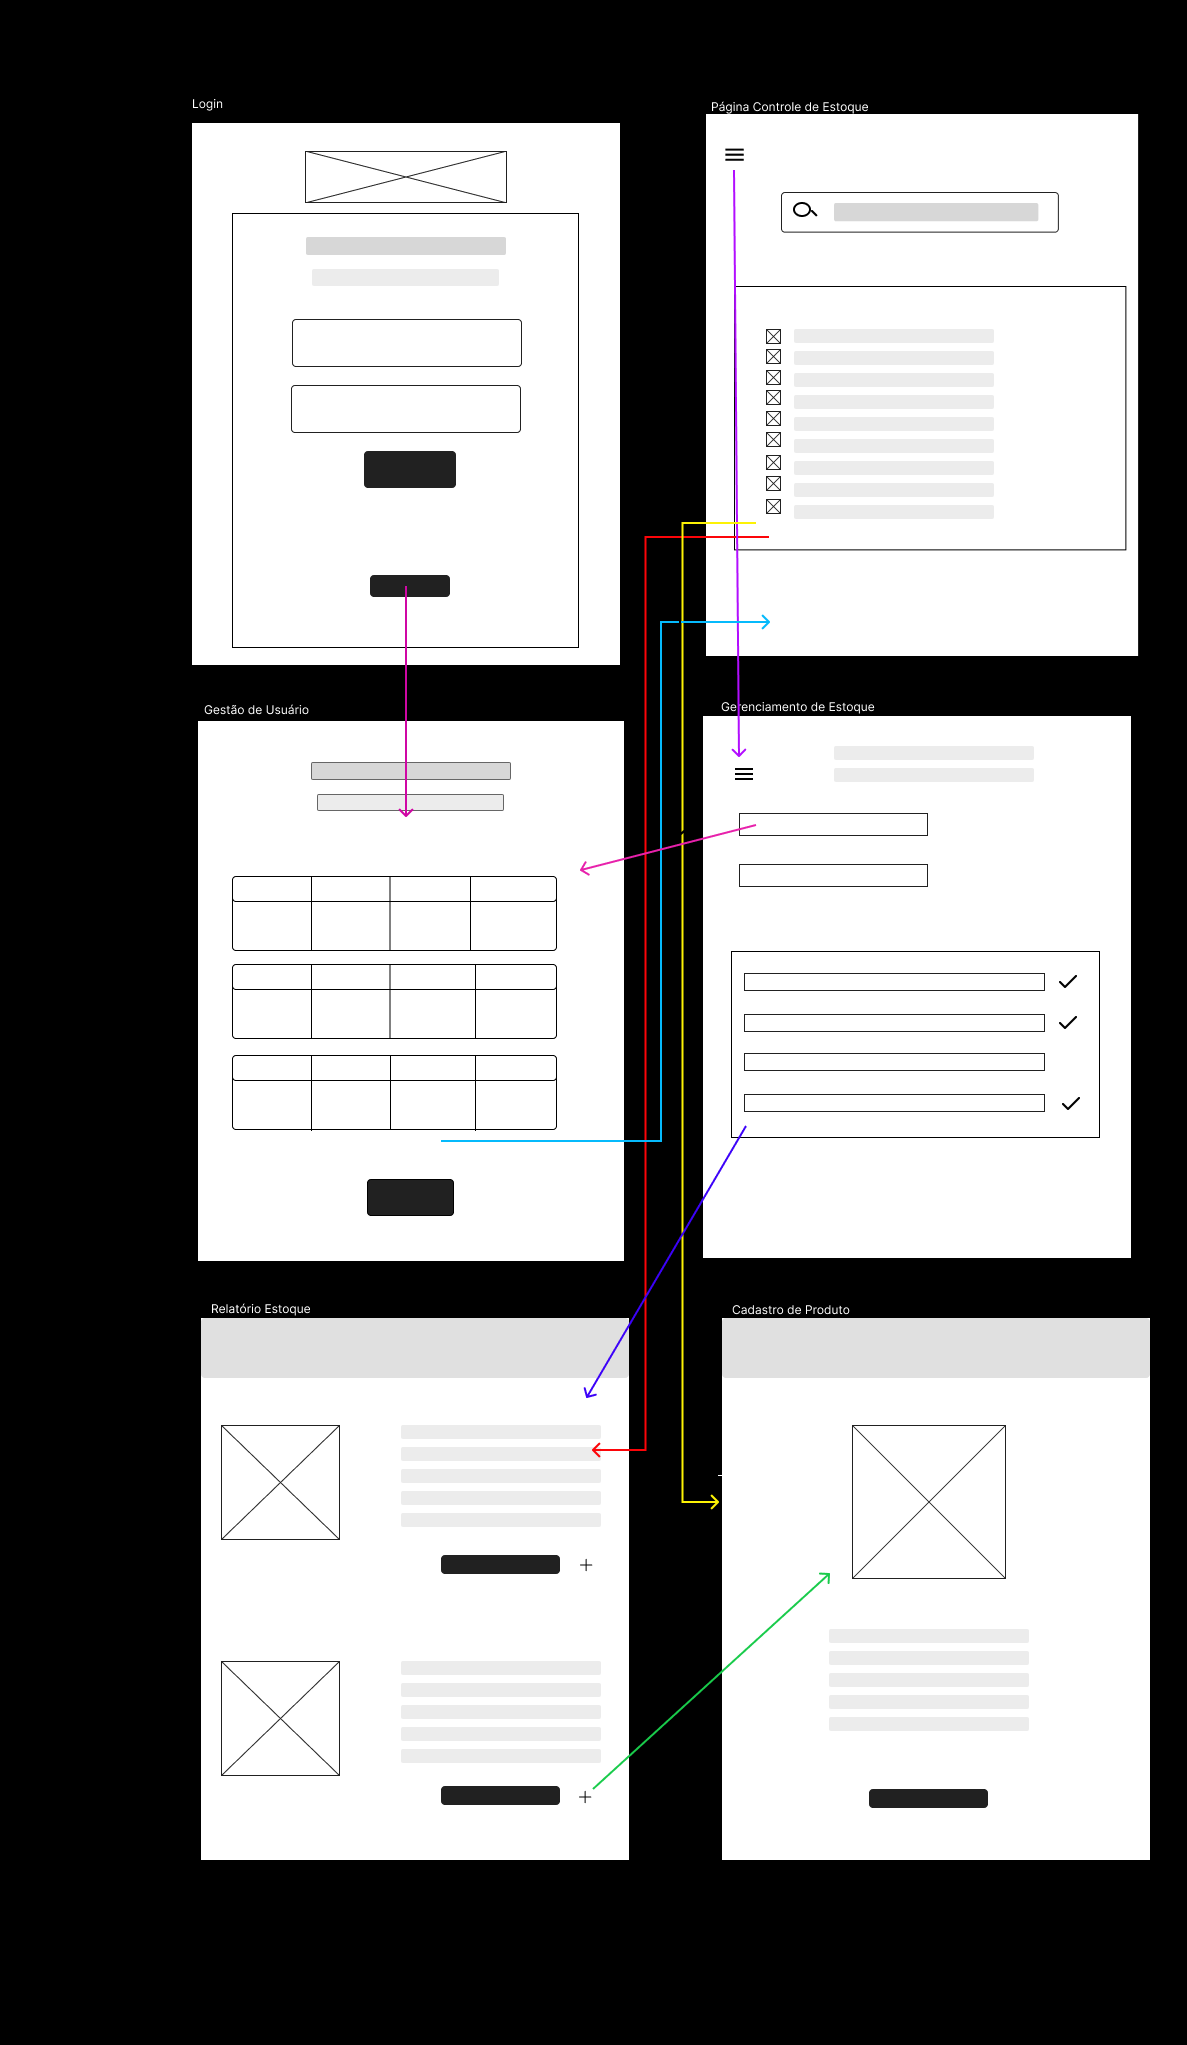 Login
Página Controle de Estoque
Gestão de Usuário
Gerenciamento de Estoque
Relatório Estoque
Cadastro de Produto